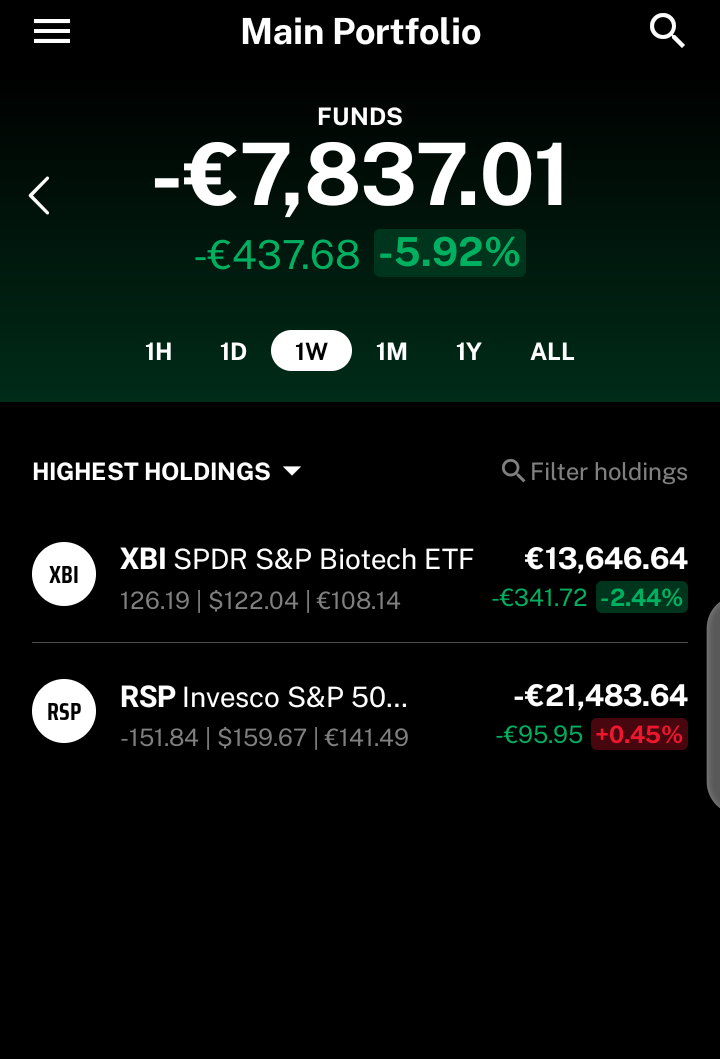 Main Portfolio
FUNDS
-€7,837.01
-€437.68 -5.92%
1H 1D 1W 1M 1Y ALL
HIGHEST HOLDINGS Filter holdings
XBI XBI SPDR S&P Biotech ETF €13,646.64
126.19 | $122.04 | €108.14 -€341.72 -2.44%
RSP RSP Invesco S&P 50... -€21,483.64
-151.84 | $159.67 | €141.49 -€95.95 +0.45%